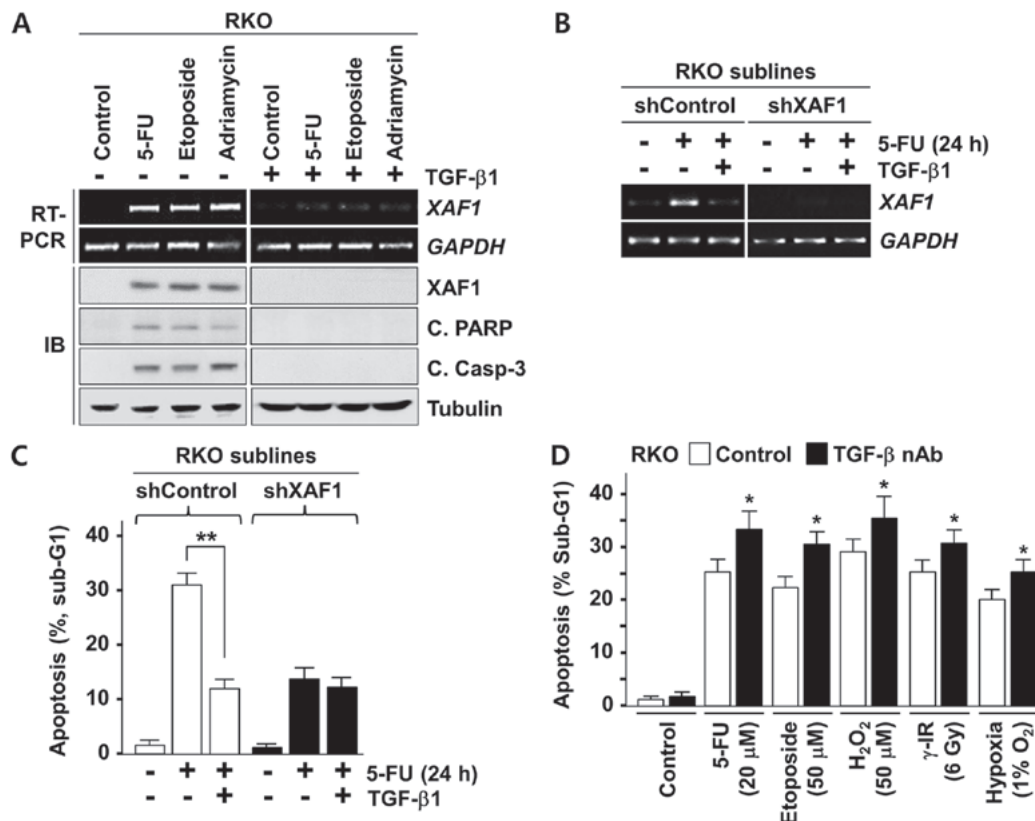 A
RKO
Control
5-FU
Etoposide
Adriamycin
Control
5-FU
Etoposide
Adriamycin
- - - - + + + + TGF-β1
RT-
PCR
XAF1
GAPDH
IB
XAF1
C. PARP
C. Casp-3
Tubulin
B
RKO sublines
shControl shXAF1
- + + - + + 5-FU (24 h)
- - + - - + TGF-β1
XAF1
GAPDH
C
RKO sublines
shControl shXAF1
Apoptosis (%, sub-G1)
40
30
20
10
0
**
- + + - + + 5-FU (24 h)
- - + - - + TGF-β1
D
RKO Control TGF-β nAb
Apoptosis (% Sub-G1)
40
30
20
10
0
* * * * *
Control
5-FU
(20 μM)
Etoposide
(50 μM)
H2O2
(50 μM)
γ-IR
(6 Gy)
Hypoxia
(1% O2)